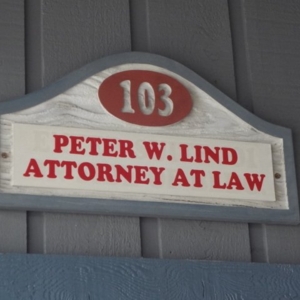 103
PETER W. LIND
ATTORNEY AT LAW